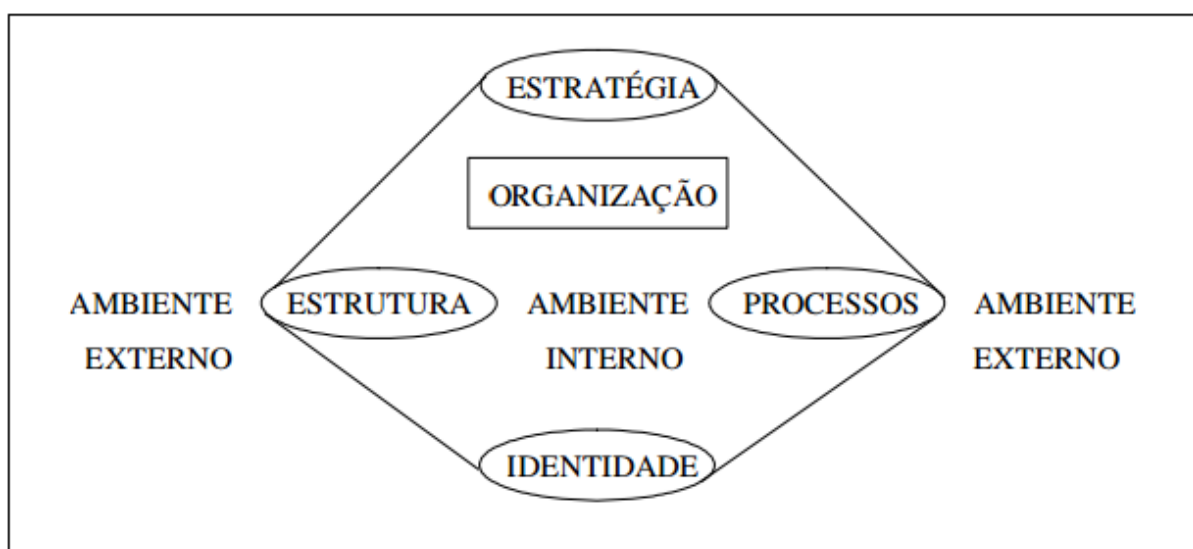 ESTRATÉGIA
ORGANIZAÇÃO
AMBIENTE EXTERNO
ESTRUTURA
AMBIENTE INTERNO
PROCESSOS
AMBIENTE EXTERNO
IDENTIDADE